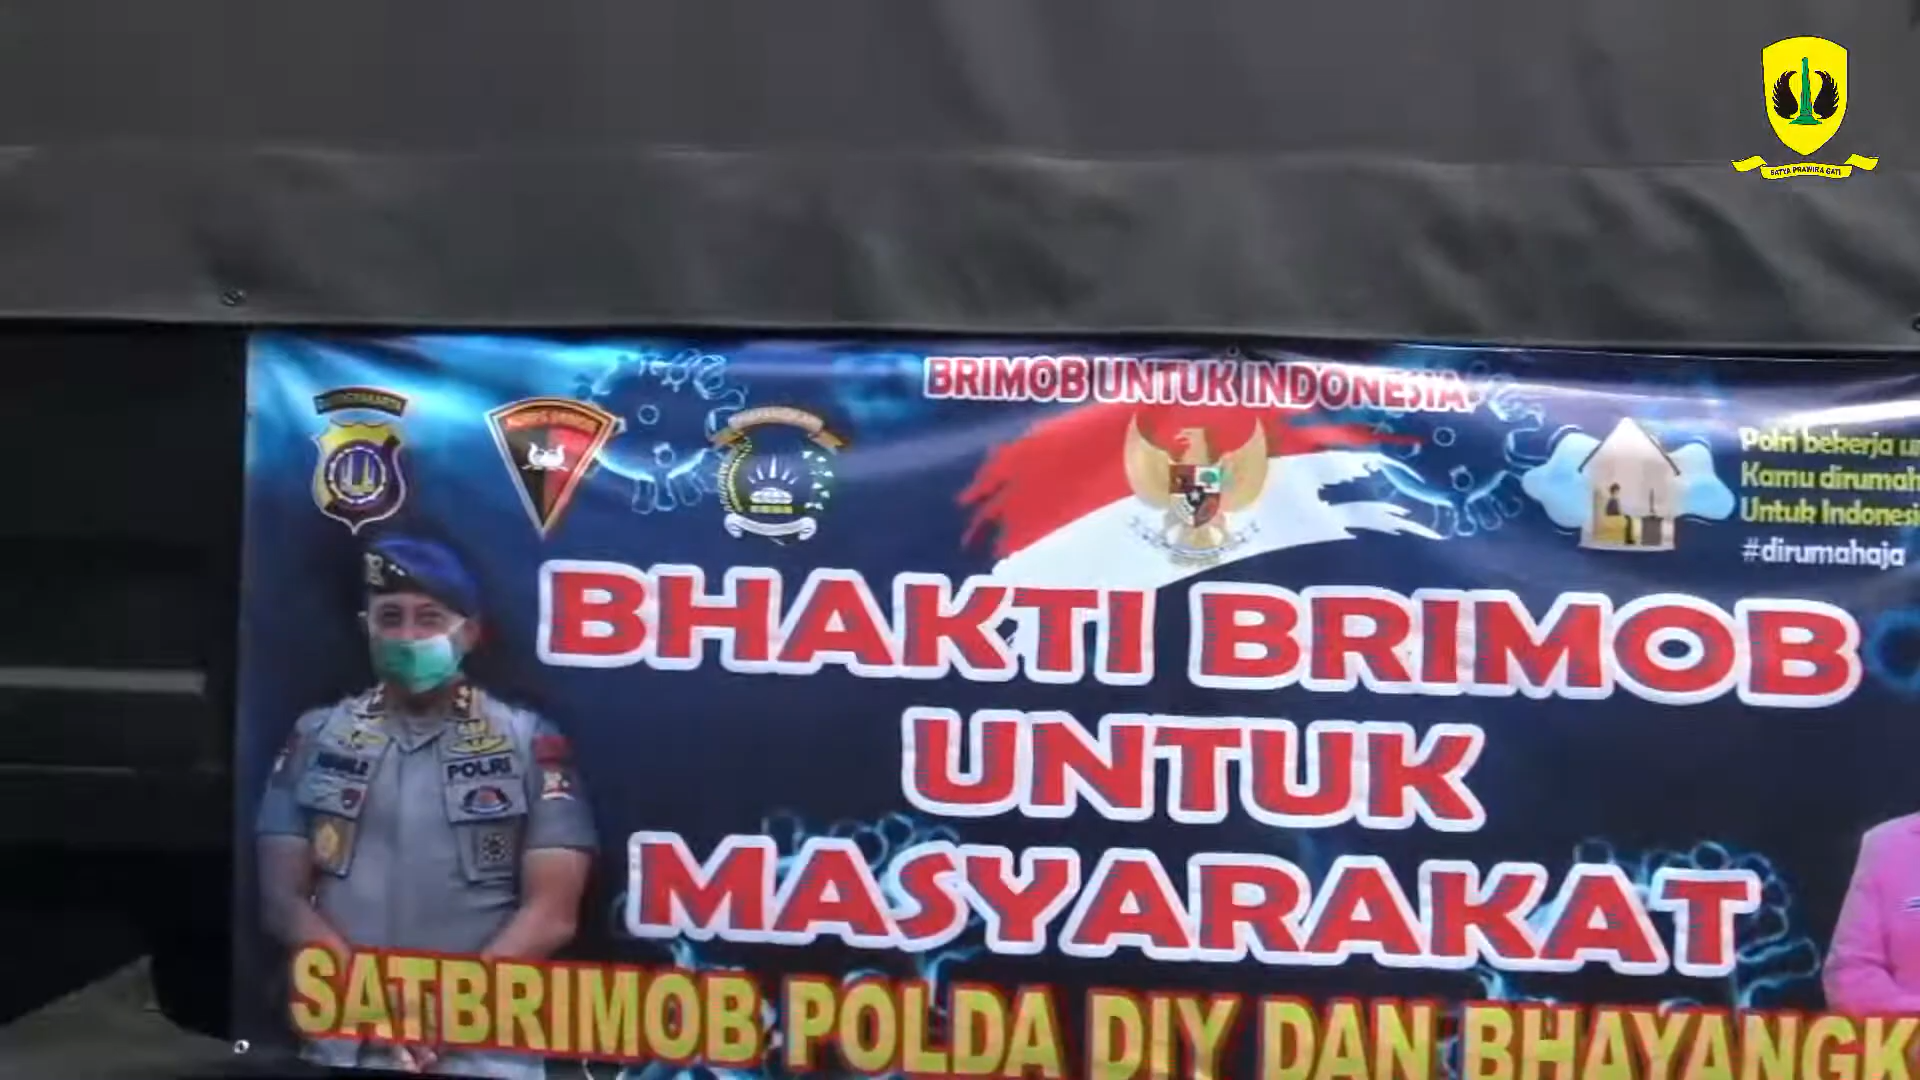 SATYA PRAWIRA GATI
BRIMOB UNTUK INDONESIA
Polri bekerja
Kamu dirumah
Untuk Indonesi
#dirumahaja
BHAKTI BRIMOB
UNTUK
MASYARAKAT
POLRI
SATBRIMOB POLDA DIY DAN BHAYANGK